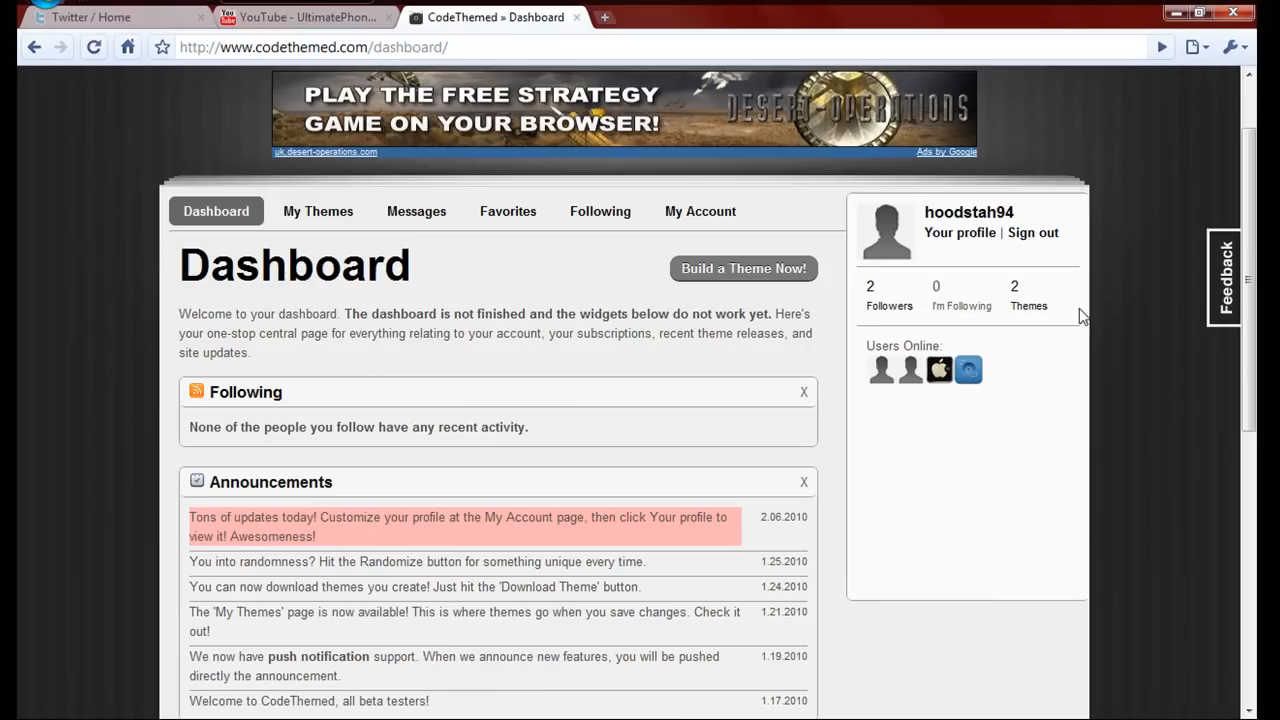 Twitter / Home
YouTube - UltimatePhon...
CodeThemed » Dashboard
http://www.codethemed.com/dashboard/
PLAY THE FREE STRATEGY
GAME ON YOUR BROWSER!
DESERT-OPERATIONS
uk.desert-operations.com
Ads by Google
Dashboard
My Themes
Messages
Favorites
Following
My Account
hoodstah94
Your profile | Sign out
Dashboard
Build a Theme Now!
2
0
2
Followers
I'm Following
Themes
Feedback
Welcome to your dashboard. The dashboard is not finished and the widgets below do not work yet. Here's
your one-stop central page for everything relating to your account, your subscriptions, recent theme releases, and
site updates.
Users Online:
Following
X
None of the people you follow have any recent activity.
Announcements
X
Tons of updates today! Customize your profile at the My Account page, then click Your profile to
view it! Awesomeness!
2.06.2010
You into randomness? Hit the Randomize button for something unique every time.
1.25.2010
You can now download themes you create! Just hit the 'Download Theme' button.
1.24.2010
The 'My Themes' page is now available! This is where themes go when you save changes. Check it
out!
1.21.2010
We now have push notification support. When we announce new features, you will be pushed
directly the announcement.
1.19.2010
Welcome to CodeThemed, all beta testers!
1.17.2010